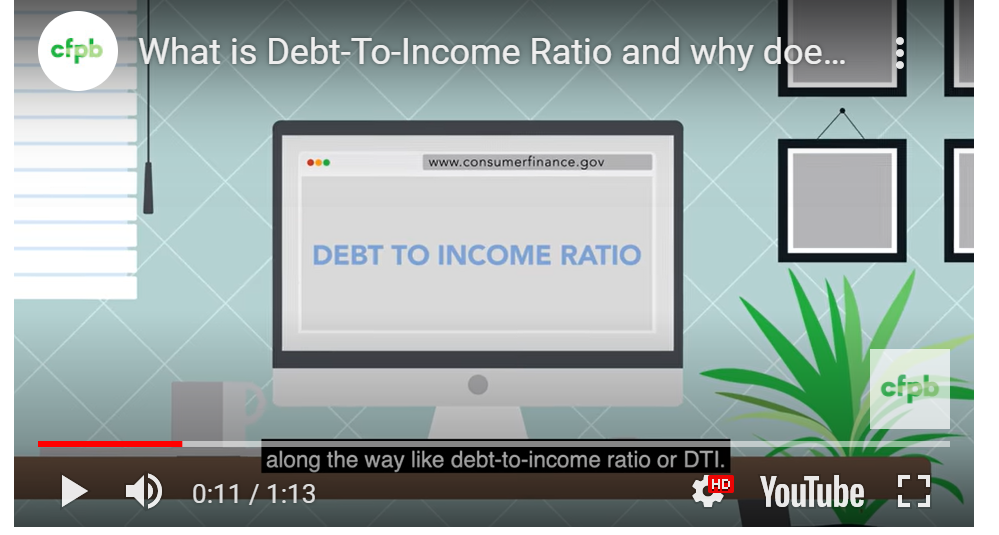 cfpb
What is Debt-To-Income Ratio and why doe...
www.consumerfinance.gov
DEBT TO INCOME RATIO
cfpb
along the way like debt-to-income ratio or DTI.
0:11 / 1:13
HD
YouTube